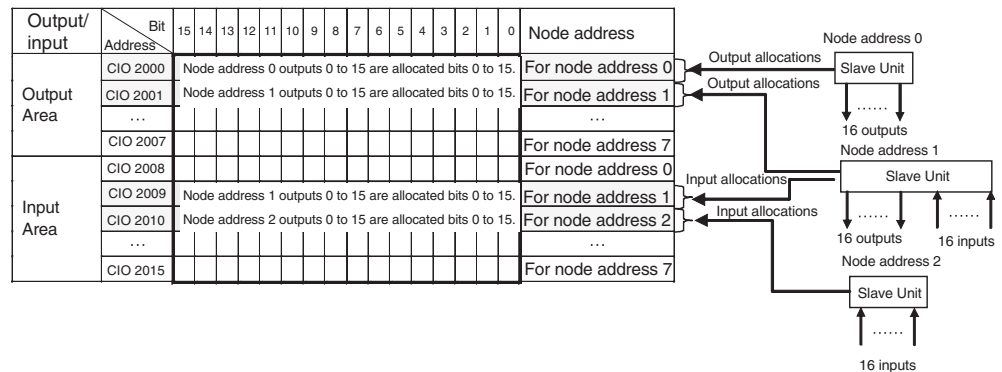 Output/ input
Bit
Address
15 14 13 12 11 10 9 8 7 6 5 4 3 2 1 0
Node address
Output Area
CIO 2000
Node address 0 outputs 0 to 15 are allocated bits 0 to 15.
For node address 0
CIO 2001
Node address 1 outputs 0 to 15 are allocated bits 0 to 15.
For node address 1
...
...
CIO 2007
For node address 7
Input Area
CIO 2008
For node address 0
CIO 2009
Node address 1 outputs 0 to 15 are allocated bits 0 to 15.
For node address 1
CIO 2010
Node address 2 outputs 0 to 15 are allocated bits 0 to 15.
For node address 2
...
...
CIO 2015
For node address 7
Output allocations
Output allocations
Input allocations
Input allocations
Node address 0
Slave Unit
......
16 outputs
Node address 1
Slave Unit
......
......
16 outputs
16 inputs
Node address 2
Slave Unit
......
16 inputs